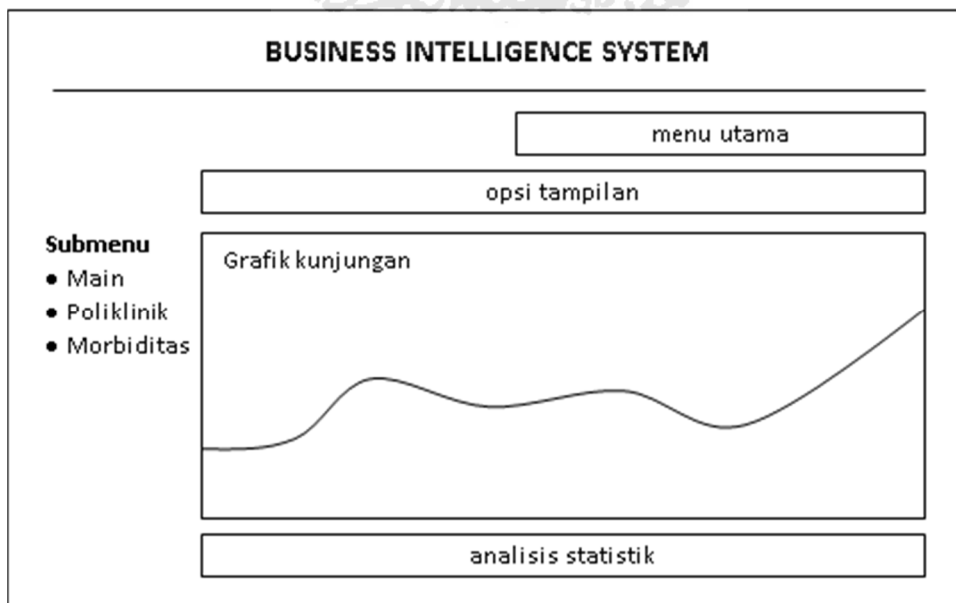 BUSINESS INTELLIGENCE SYSTEM
menu utama
opsi tampilan
Submenu
● Main
● Poliklinik
● Morbiditas
Grafik kunjungan
analisis statistik